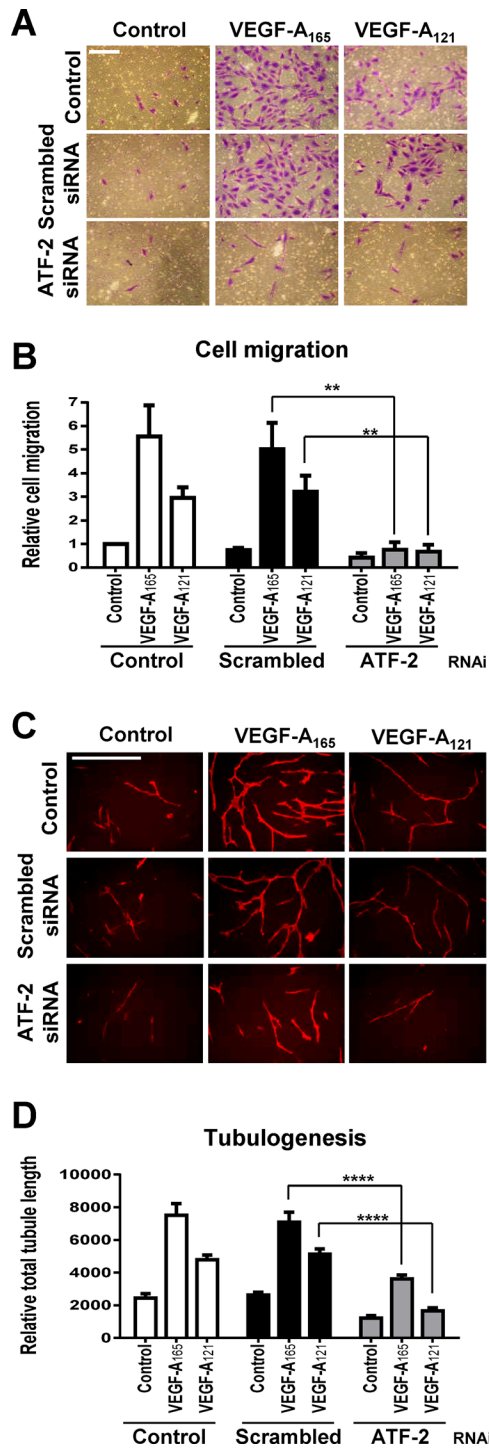 A
Control VEGF-A165 VEGF-A121
Control
Scrambled
siRNA
ATF-2
siRNA
B
Cell migration
Relative cell migration
7
6
5
4
3
2
1
0
**
**
Control VEGF-A165 VEGF-A121 Control VEGF-A165 VEGF-A121 Control VEGF-A165 VEGF-A121
Control Scrambled ATF-2 RNAi
C
Control VEGF-A165 VEGF-A121
Control
Scrambled
siRNA
ATF-2
siRNA
D
Tubulogenesis
Relative total tubule length
10000
8000
6000
4000
2000
0
****
****
Control VEGF-A165 VEGF-A121 Control VEGF-A165 VEGF-A121 Control VEGF-A165 VEGF-A121
Control Scrambled ATF-2 RNAi